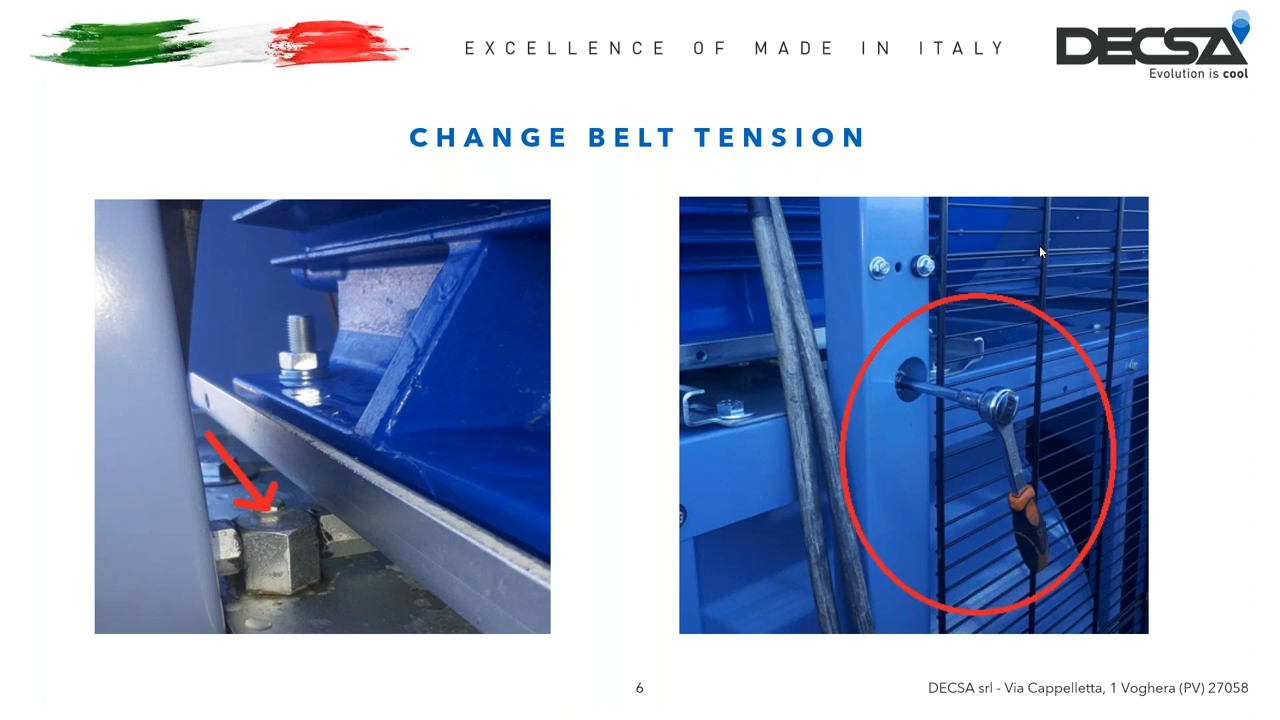 EXCELLENCE OF MADE IN ITALY
DECSA
Evolution is cool
CHANGE BELT TENSION
6
DECSA srl - Via Cappelletta, 1 Voghera (PV) 27058